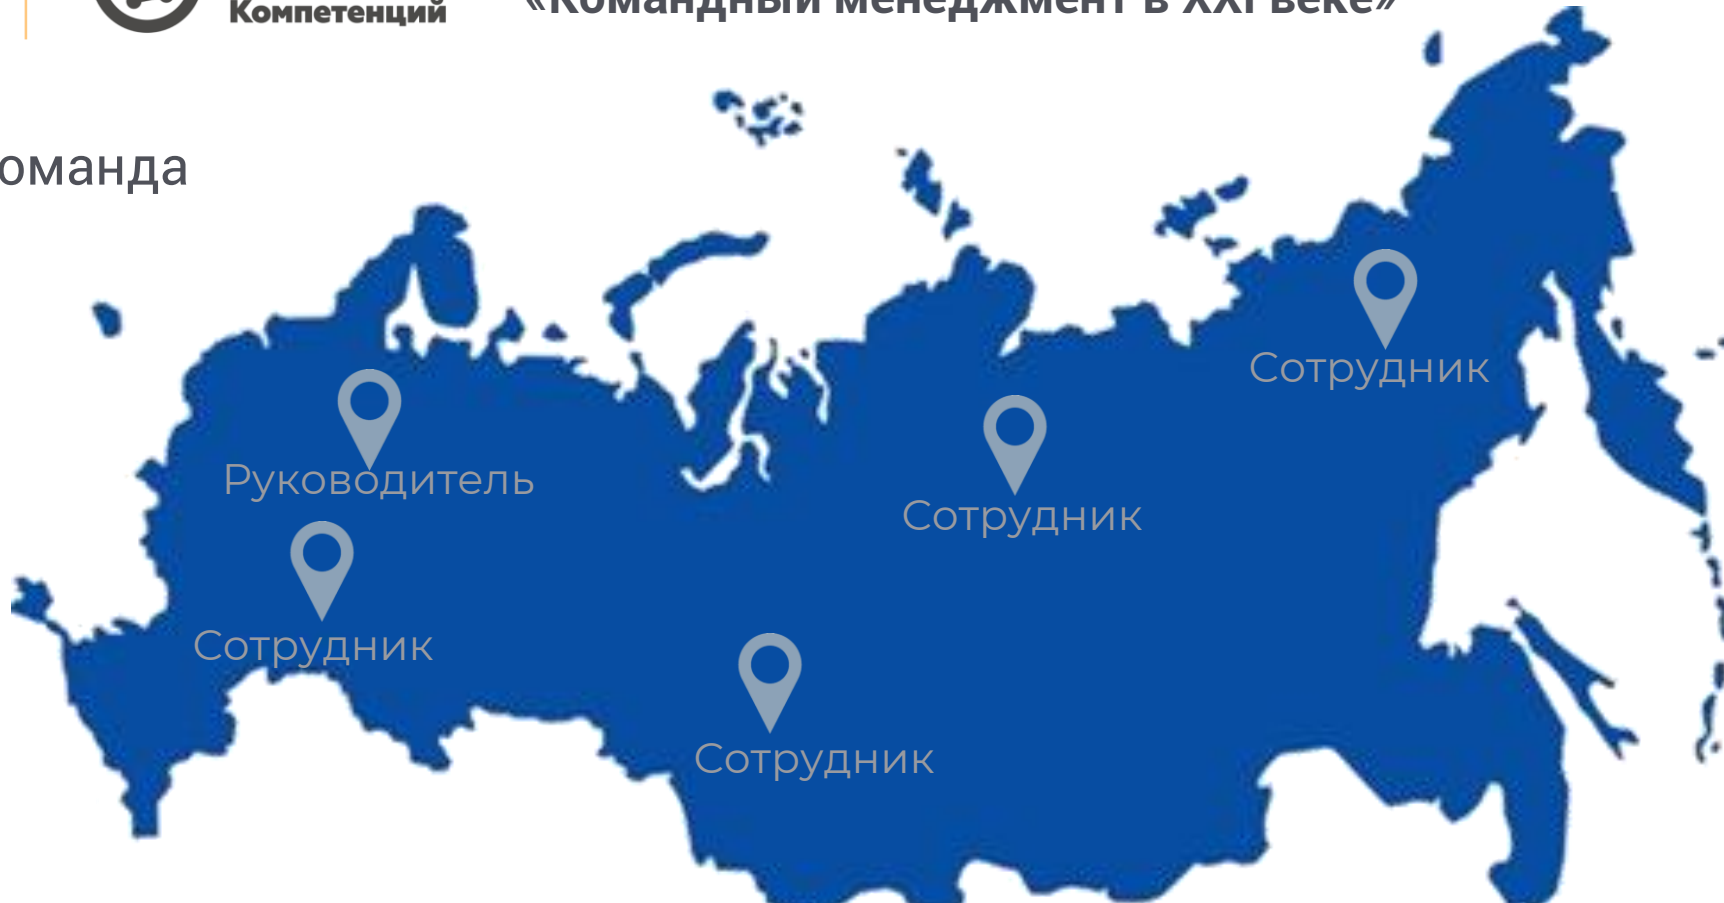 Компетенций
«Командный менеджмент в XXI веке»
оманда
Сотрудник
Руководитель
Сотрудник
Сотрудник
Сотрудник